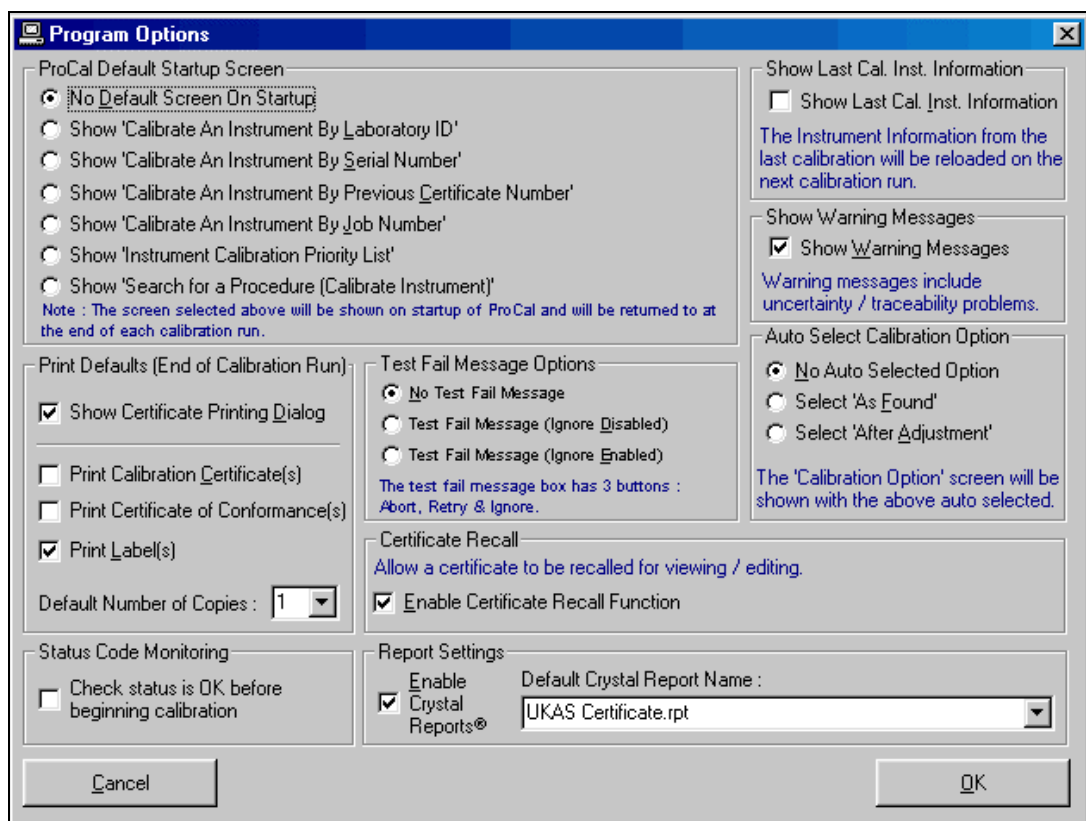 Program Options
ProCal Default Startup Screen
No Default Screen On Startup
Show 'Calibrate An Instrument By Laboratory ID'
Show 'Calibrate An Instrument By Serial Number'
Show 'Calibrate An Instrument By Previous Certificate Number'
Show 'Calibrate An Instrument By Job Number'
Show 'Instrument Calibration Priority List'
Show 'Search for a Procedure (Calibrate Instrument)'
Note : The screen selected above will be shown on startup of ProCal and will be returned to at
the end of each calibration run.
Show Last Cal. Inst. Information
Show Last Cal. Inst. Information
The Instrument Information from the
last calibration will be reloaded on the
next calibration run.
Show Warning Messages
Show Warning Messages
Warning messages include
uncertainty / traceability problems.
Auto Select Calibration Option
No Auto Selected Option
Select 'As Found'
Select 'After Adjustment'
The 'Calibration Option' screen will be
shown with the above auto selected.
Print Defaults (End of Calibration Run)
Show Certificate Printing Dialog
Print Calibration Certificate(s)
Print Certificate of Conformance(s)
Print Label(s)
Default Number of Copies :
1
Test Fail Message Options
No Test Fail Message
Test Fail Message (Ignore Disabled)
Test Fail Message (Ignore Enabled)
The test fail message box has 3 buttons :
Abort, Retry & Ignore.
Certificate Recall
Allow a certificate to be recalled for viewing / editing.
Enable Certificate Recall Function
Status Code Monitoring
Check status is OK before
beginning calibration
Report Settings
Enable
Crystal
Reports®
Default Crystal Report Name :
UKAS Certificate.rpt
Cancel
OK